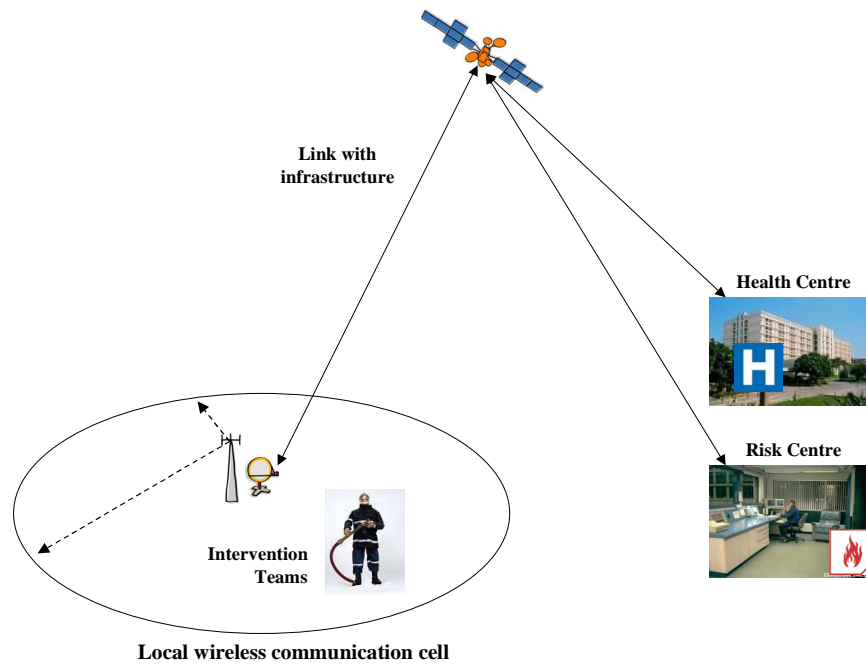 Link with
infrastructure
Health Centre
H
Risk Centre
Intervention
Teams
Local wireless communication cell